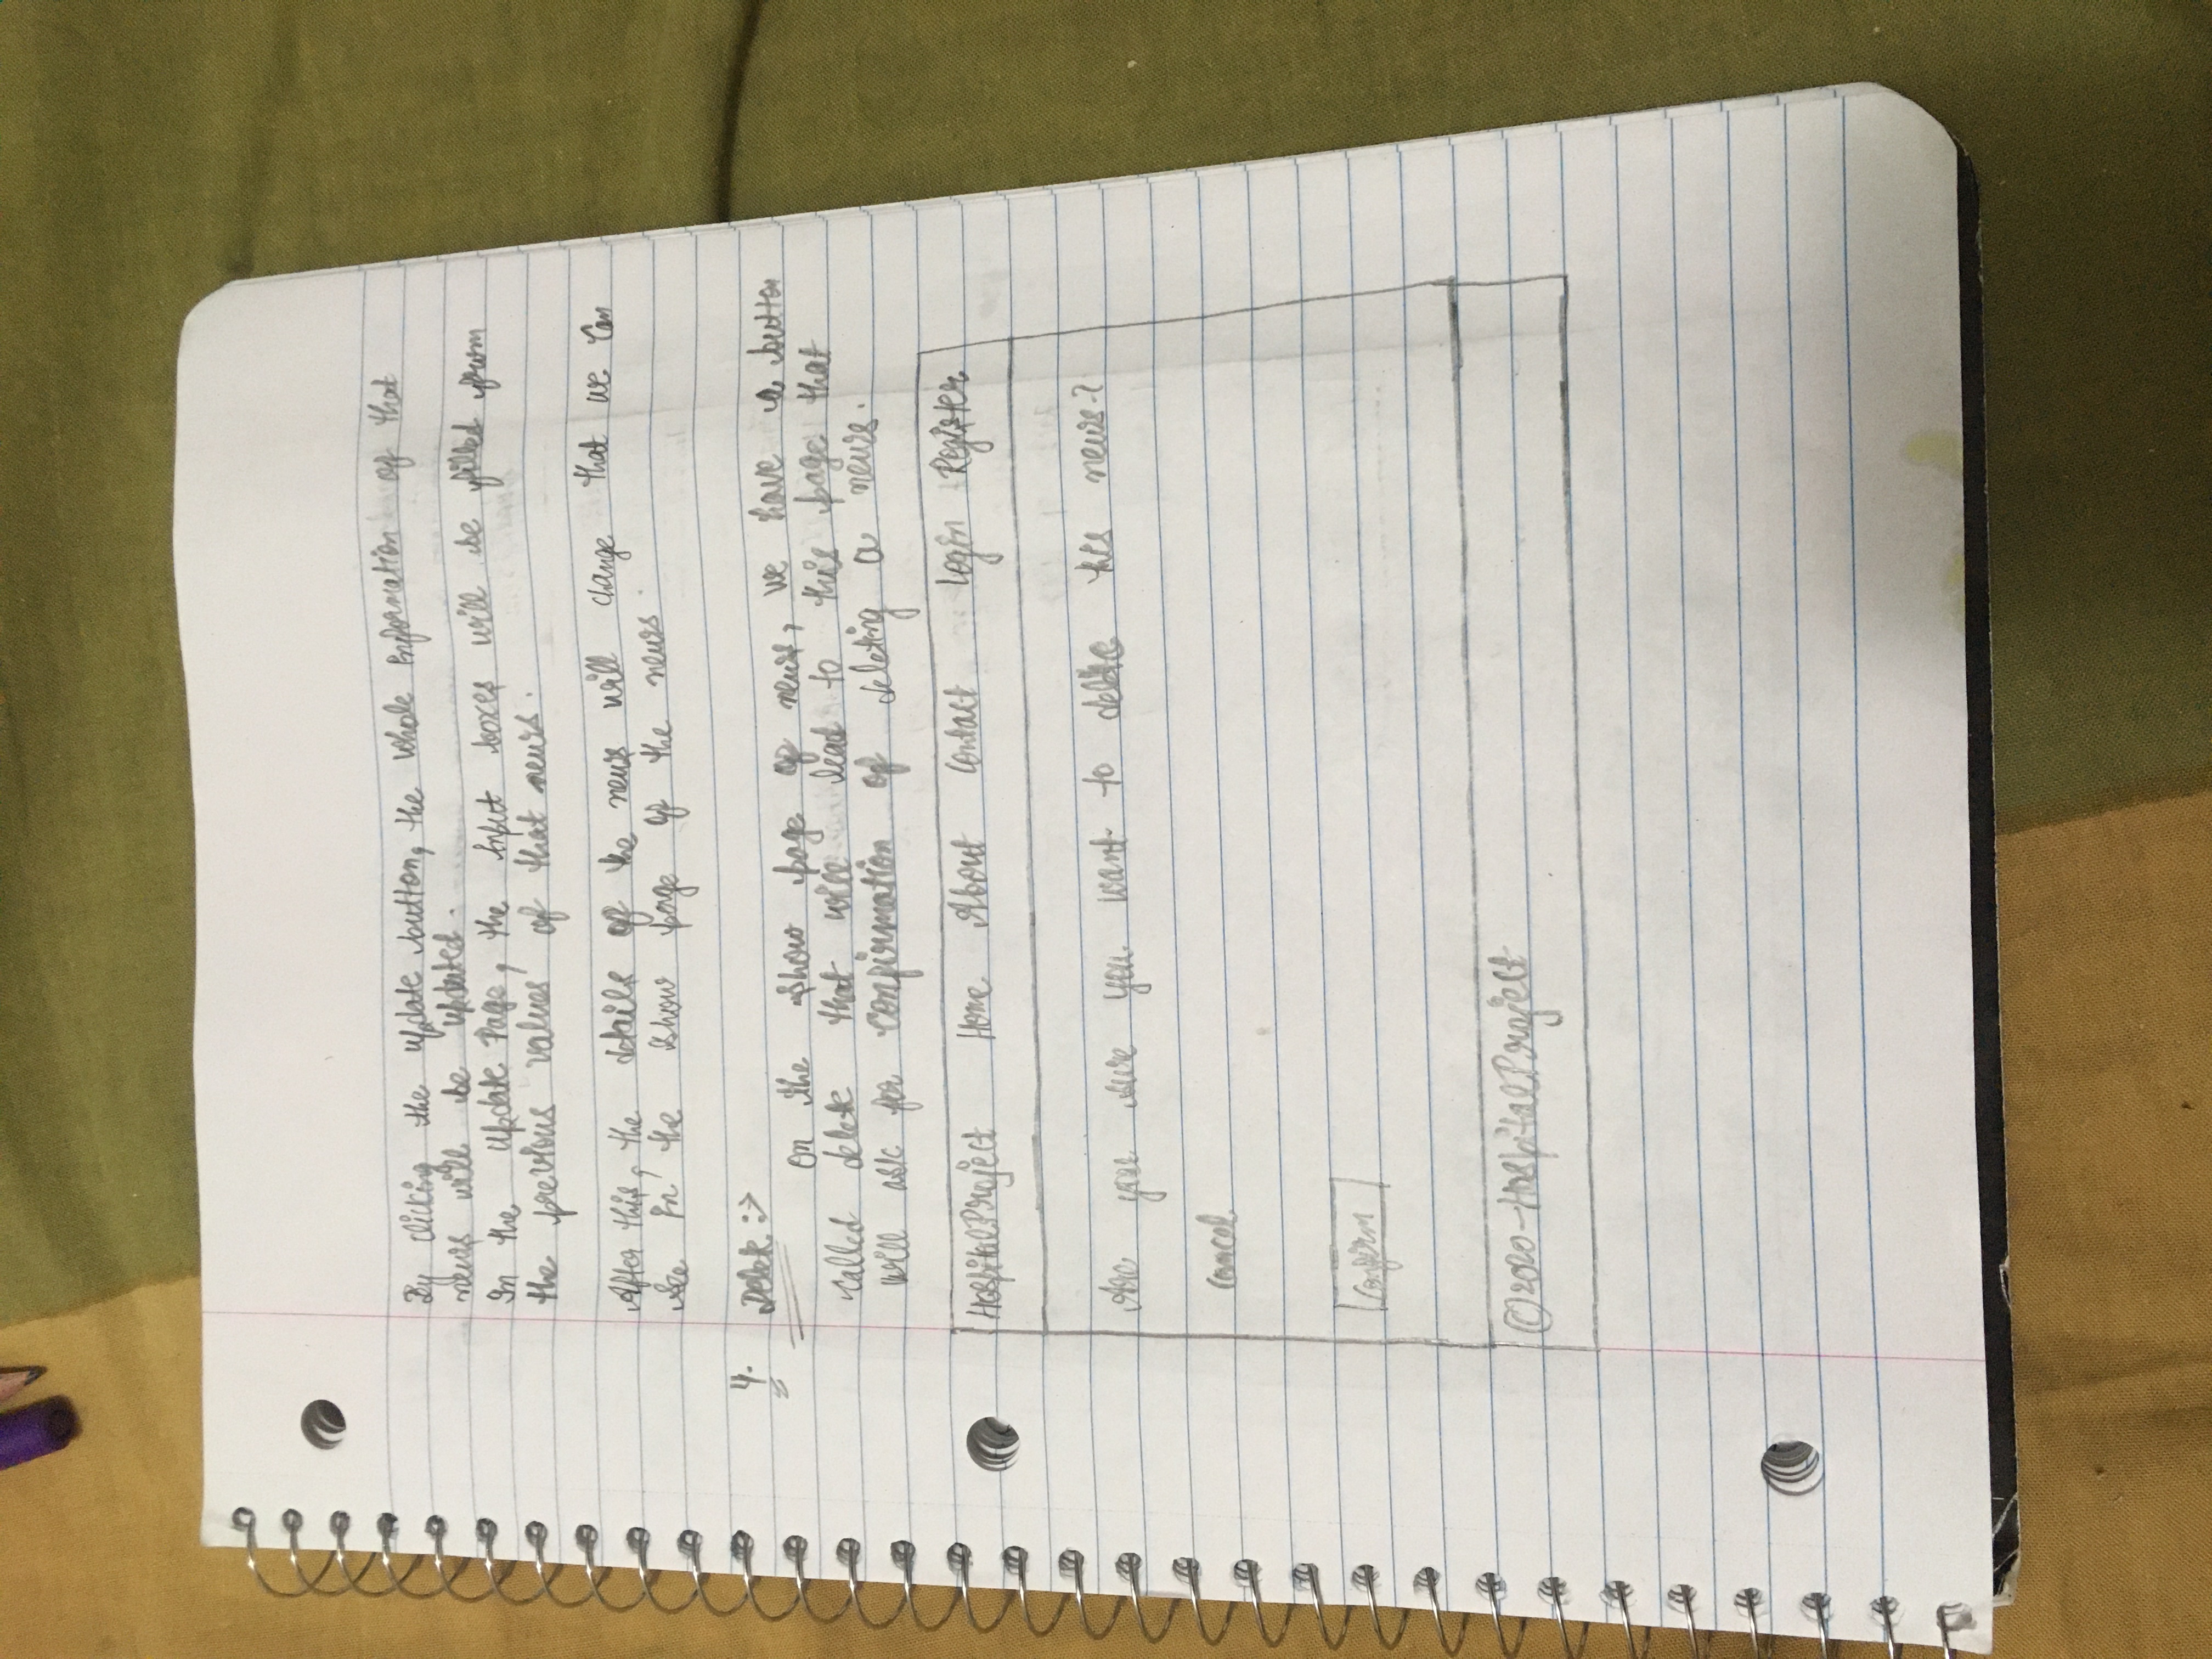 By clicking the update button, the whole information of that
news will be updated.
In the Update Page, the input boxes will be filled from
the previous values of that news.
After this, the details of the news will change that we can
see in the show page of the news.
4. Delete :->
On the show page of news, we have a button
called delete that will lead to this page that
will ask for confirmation of deleting a news.
HospitalProject Home About Contact Login Register
Are you sure you want to delete this news?
Cancel
Confirm
©2020-HospitalProject